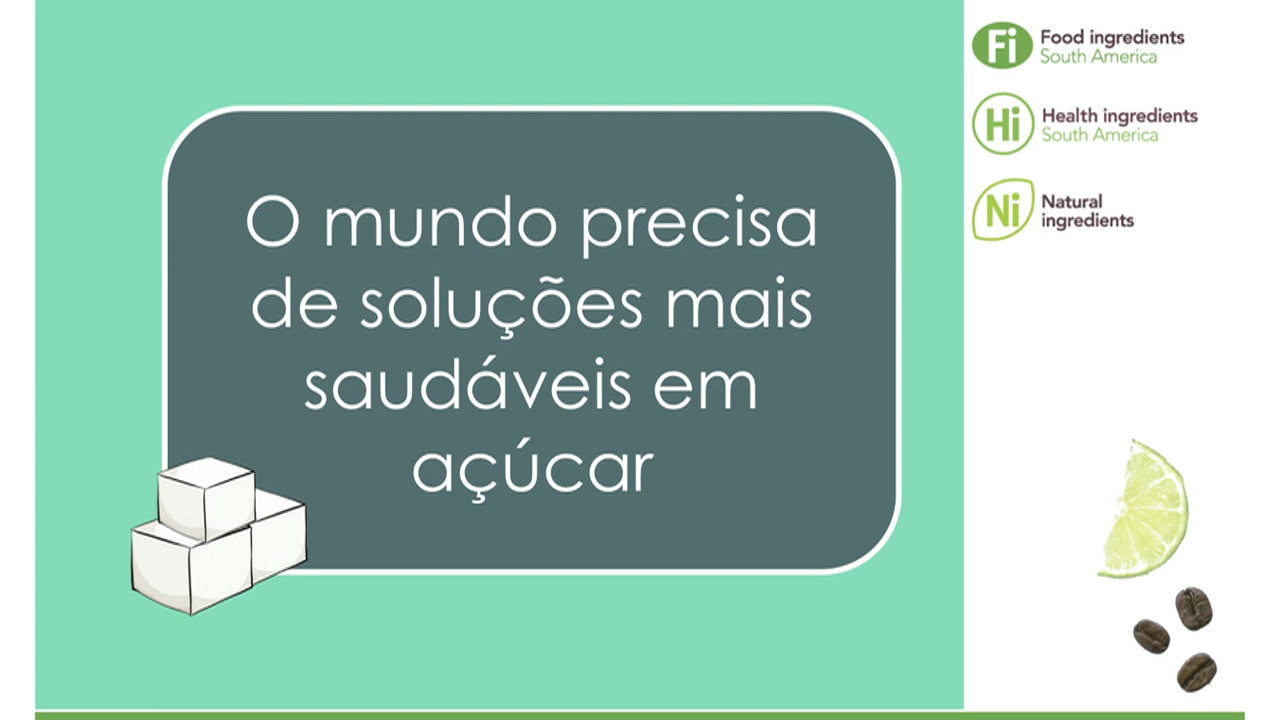 O mundo precisa
de soluções mais
saudáveis em
açúcar
Fi Food ingredients
South America
Hi Health ingredients
South America
Ni Natural
ingredients